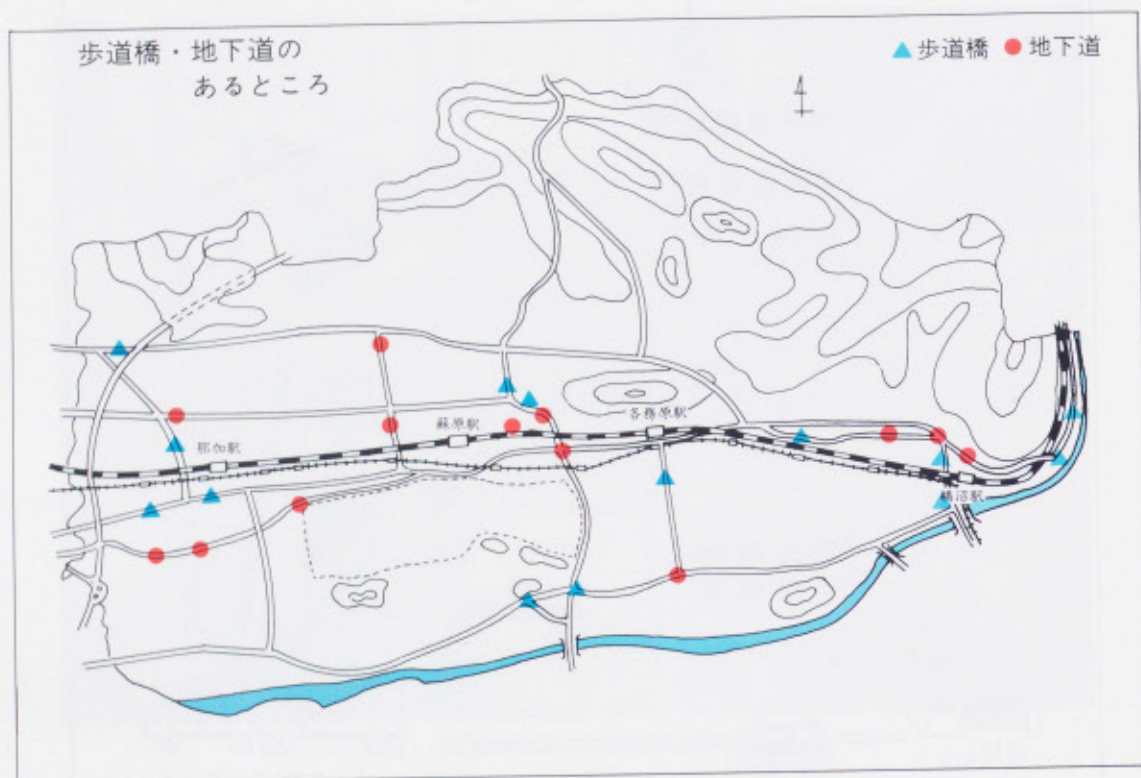 歩道橋・地下道の
あるところ
▲歩道橋 ●地下道
各務原駅
蘇原駅
那加駅
鵜沼駅